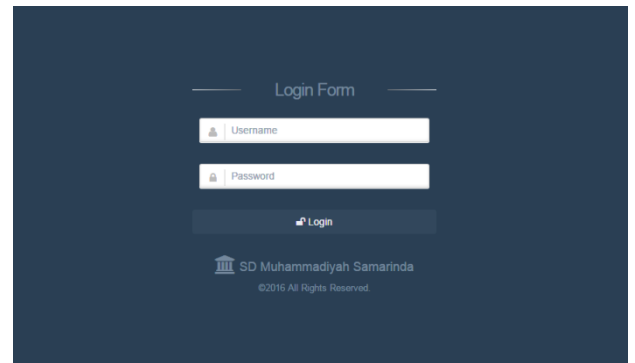 Login Form
Username
Password
Login
SD Muhammadiyah Samarinda
©2016 All Rights Reserved.